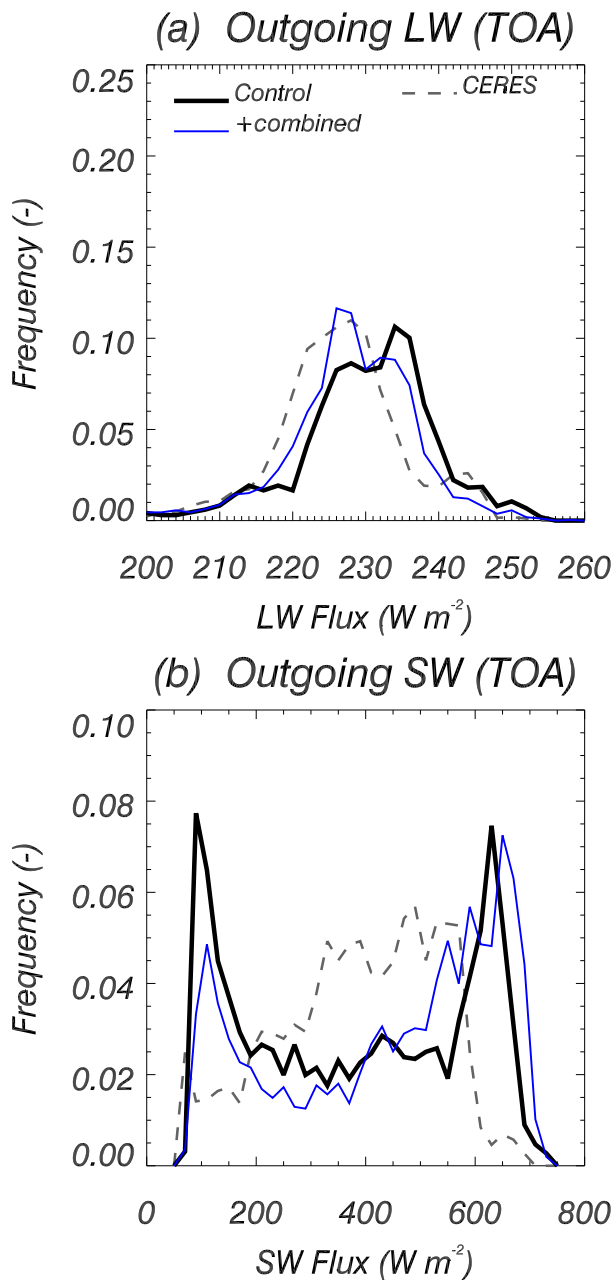 (a) Outgoing LW (TOA)
0.25
Control
CERES
+combined
0.20
0.15
0.10
0.05
0.00
Frequency (-)
200 210 220 230 240 250 260
LW Flux (W m⁻²)
(b) Outgoing SW (TOA)
0.10
0.08
0.06
0.04
0.02
0.00
Frequency (-)
0 200 400 600 800
SW Flux (W m⁻²)